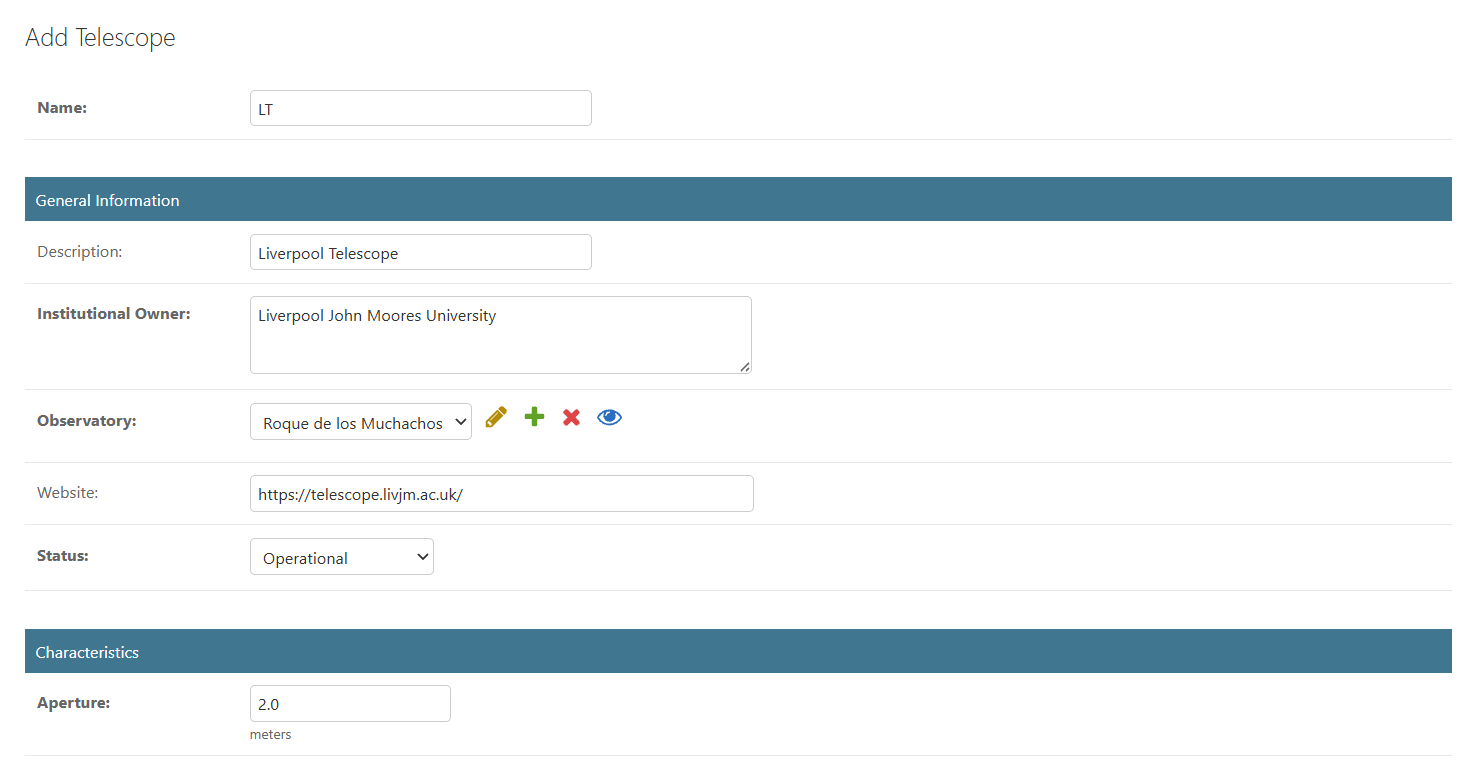 Add Telescope
Name:
LT
General Information
Description:
Liverpool Telescope
Institutional Owner:
Liverpool John Moores University
Observatory:
Roque de los Muchachos
Website:
https://telescope.livjm.ac.uk/
Status:
Operational
Characteristics
Aperture:
2.0
meters